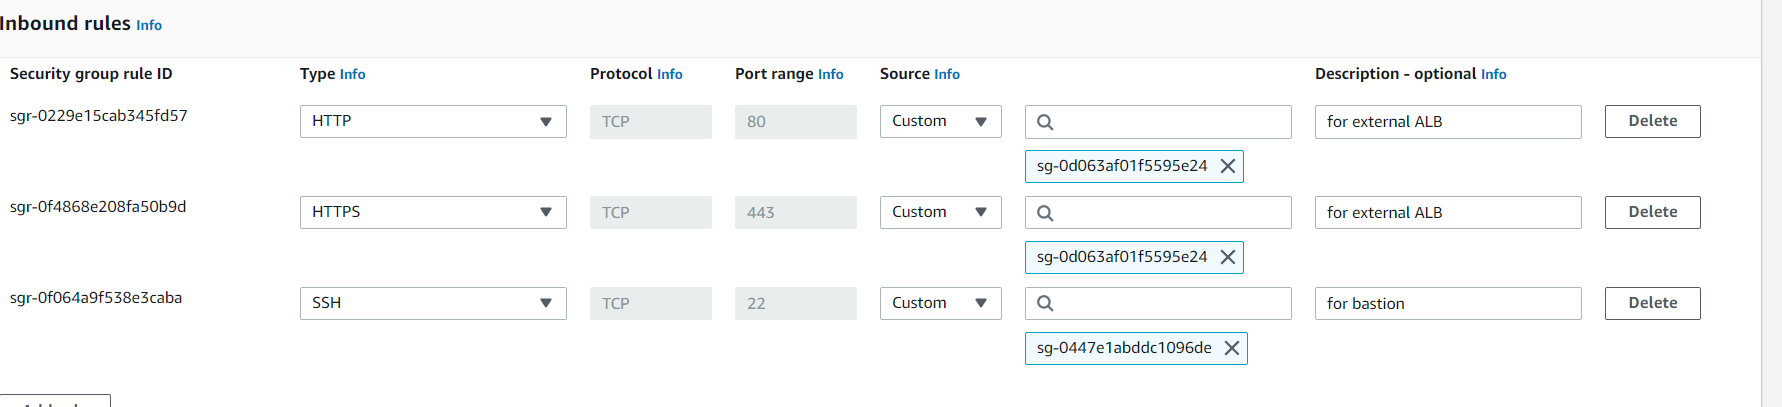 Inbound rules Info
Security group rule ID Type Info Protocol Info Port range Info Source Info Description - optional Info
sgr-0229e15cab345fd57 HTTP TCP 80 Custom for external ALB Delete
sg-0d063af01f5595e24
sgr-0f4868e208fa50b9d HTTPS TCP 443 Custom for external ALB Delete
sg-0d063af01f5595e24
sgr-0f064a9f538e3caba SSH TCP 22 Custom for bastion Delete
sg-0447e1abddc1096de